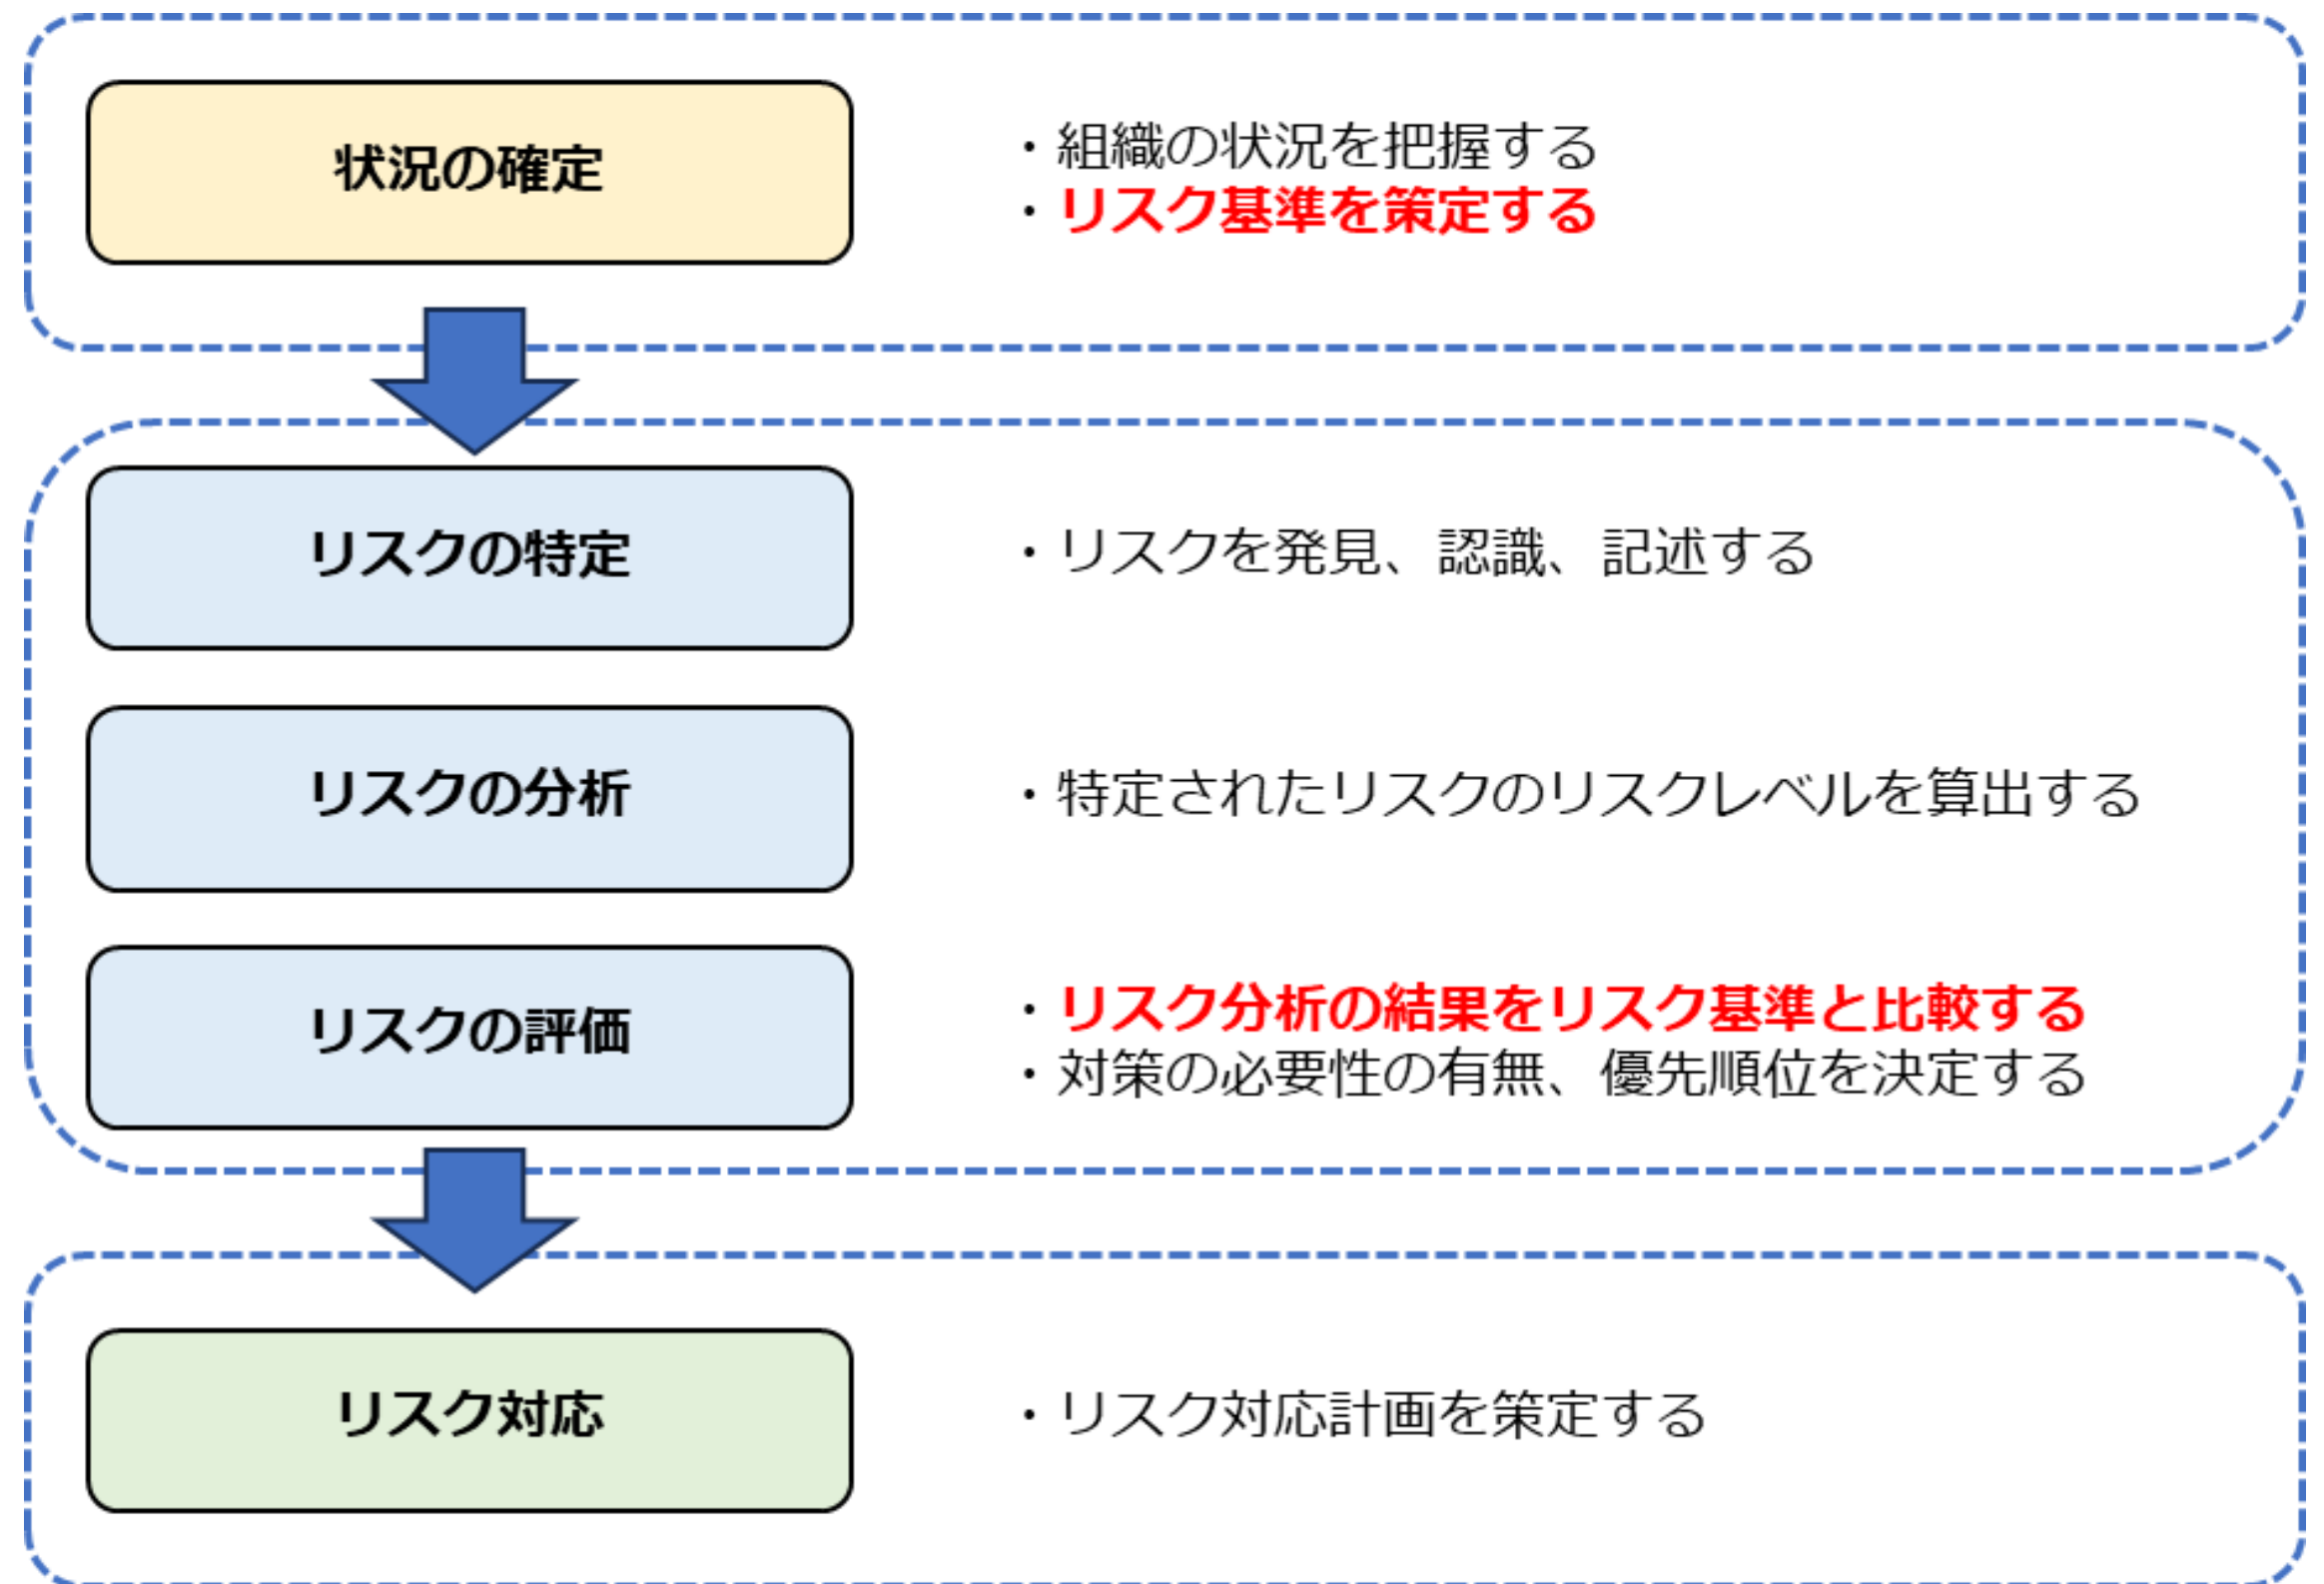 状況の確定
・組織の状況を把握する
・リスク基準を策定する
リスクの特定
・リスクを発見、認識、記述する
リスクの分析
・特定されたリスクのリスクレベルを算出する
リスクの評価
・リスク分析の結果をリスク基準と比較する
・対策の必要性の有無、優先順位を決定する
リスク対応
・リスク対応計画を策定する